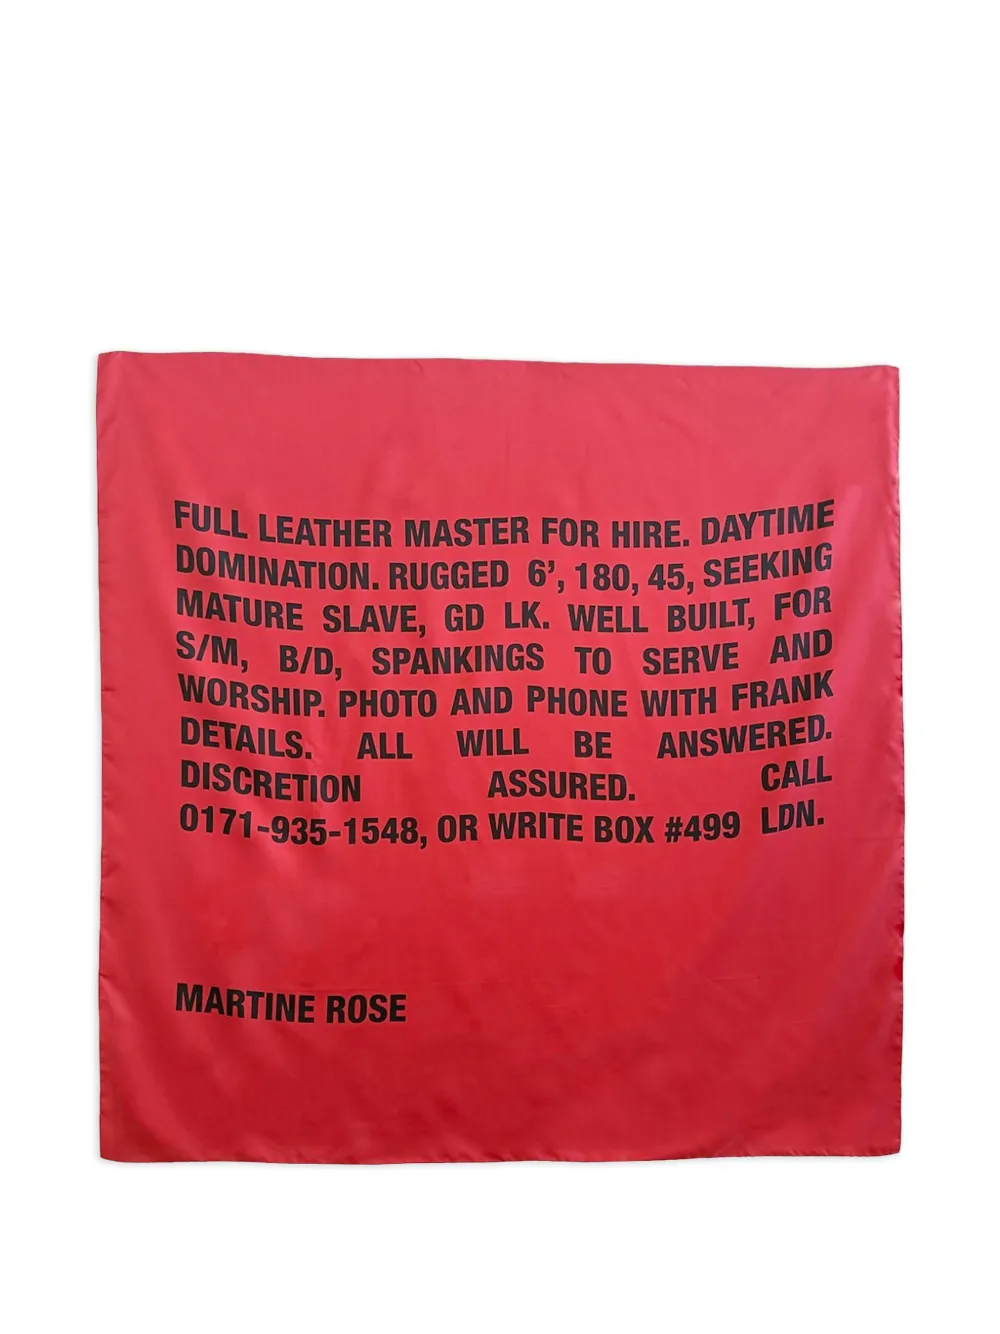 FULL LEATHER MASTER FOR HIRE. DAYTIME
DOMINATION. RUGGED 6’, 180, 45, SEEKING
MATURE SLAVE, GD LK. WELL BUILT, FOR
S/M, B/D, SPANKINGS TO SERVE AND
WORSHIP. PHOTO AND PHONE WITH FRANK
DETAILS. ALL WILL BE ANSWERED.
DISCRETION ASSURED. CALL
0171-935-1548, OR WRITE BOX #499 LDN.
MARTINE ROSE